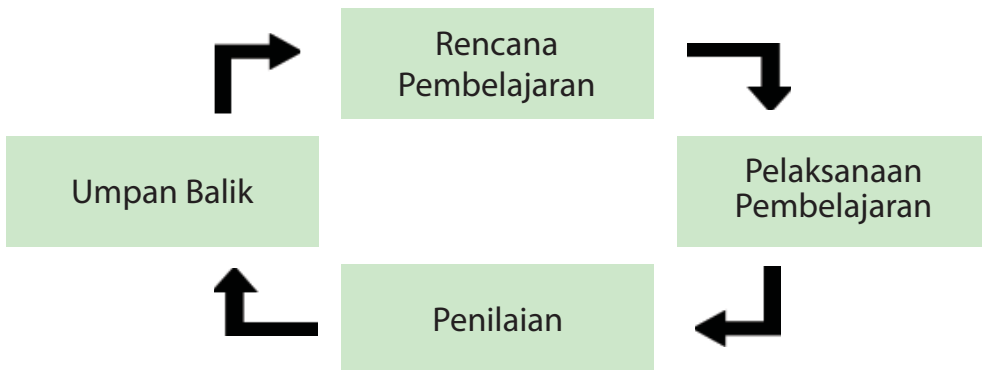 Rencana
Pembelajaran
Umpan Balik
Pelaksanaan
Pembelajaran
Penilaian